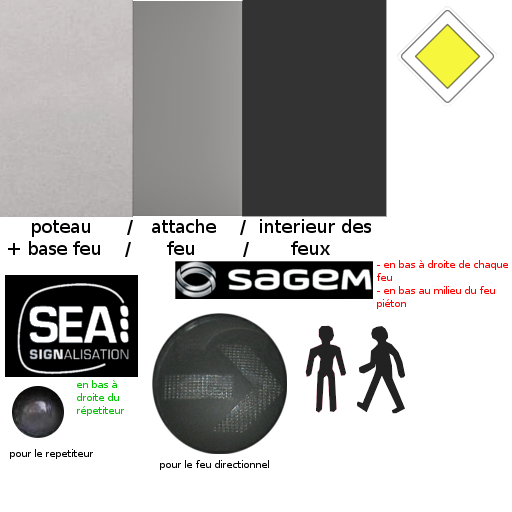 poteau / attache / interieur des
+ base feu / feu / feux
SAGEM
- en bas à droite de chaque
feu
- en bas au milieu du feu
piéton
SEA
SIGNALISATION
en bas à
droite du
répetiteur
pour le repetiteur
pour le feu directionnel